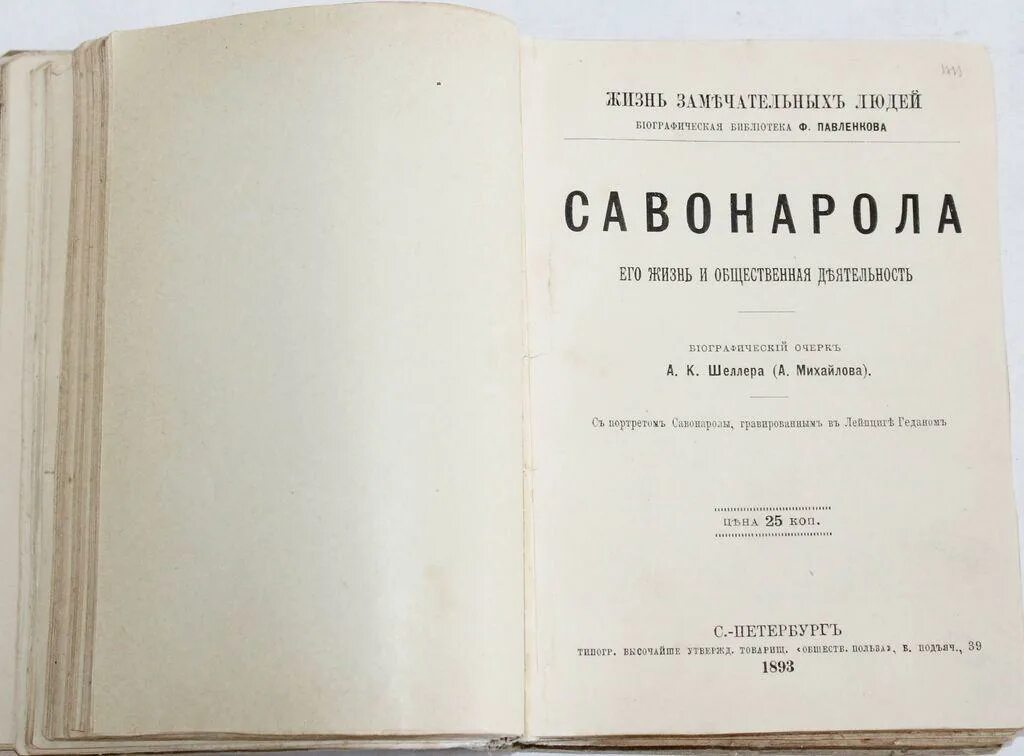 ЖИЗНЬ ЗАМѢЧАТЕЛЬНЫХЪ ЛЮДЕЙ
БІОГРАФИЧЕСКАЯ БИБЛІОТЕКА Ф. ПАВЛЕНКОВА
САВОНАРОЛА
ЕГО ЖИЗНЬ И ОБЩЕСТВЕННАЯ ДѢЯТЕЛЬНОСТЬ
БІОГРАФИЧЕСКІЙ ОЧЕРКЪ
А. К. Шеллера (А. Михайлова).
Съ портретомъ Савонаролы, гравированнымъ въ Лейпцигѣ Геданомъ
ЦѢНА 25 КОП.
С.-ПЕТЕРБУРГЪ
ТИПОГР. ВЫСОЧАЙШЕ УТВЕРЖД. ТОВАРИЩ. «ОБЩЕСТВ. ПОЛЬЗА», Б. ПОДЪЯЧ., 39
1893